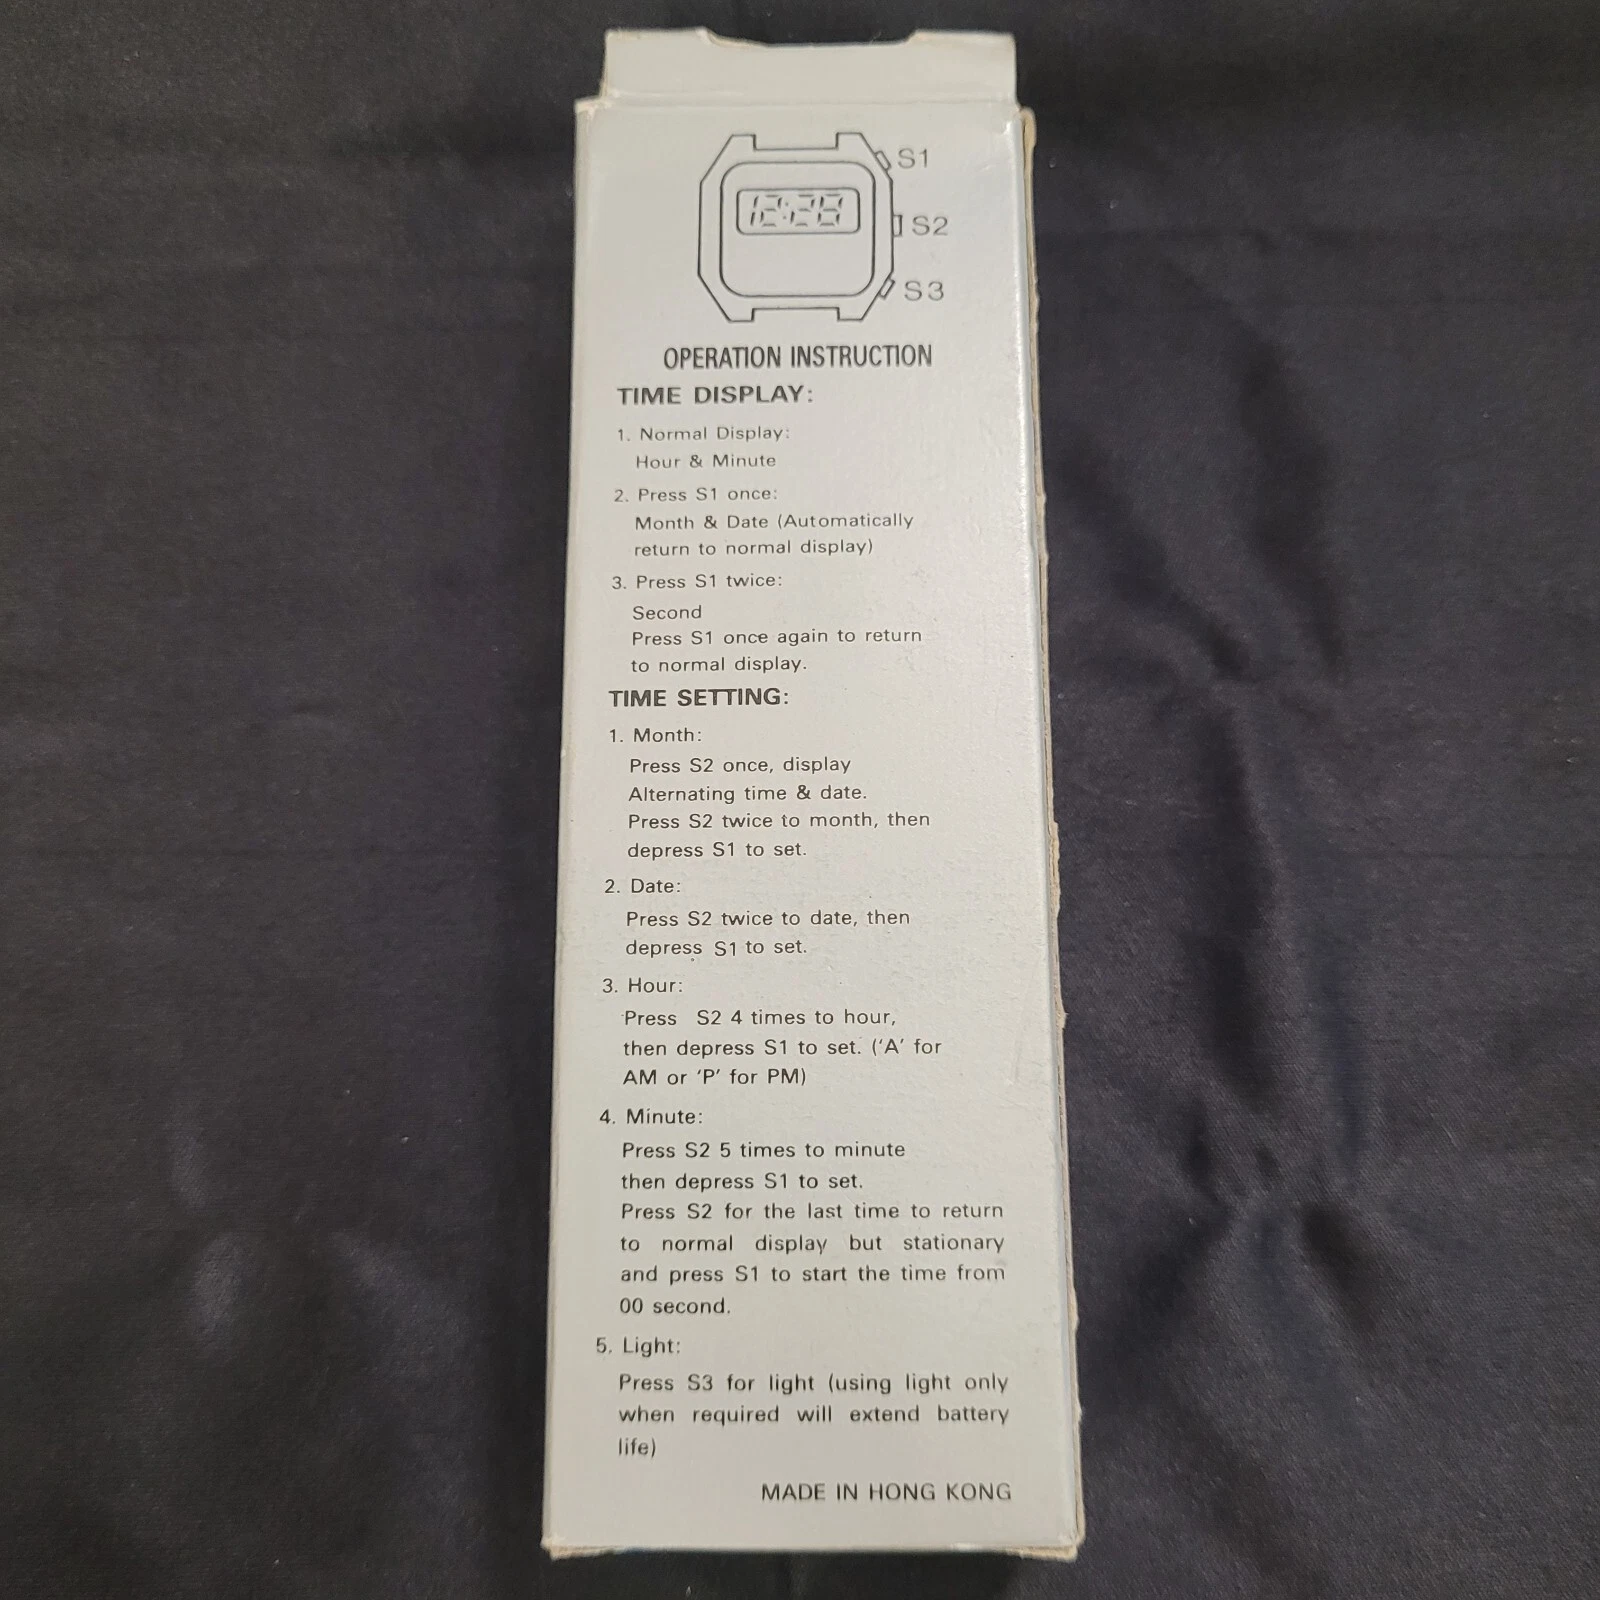 12:28
S1
S2
S3
OPERATION INSTRUCTION
TIME DISPLAY:
1. Normal Display:
Hour & Minute
2. Press S1 once:
Month & Date (Automatically
return to normal display)
3. Press S1 twice:
Second
Press S1 once again to return
to normal display.
TIME SETTING:
1. Month:
Press S2 once, display
Alternating time & date.
Press S2 twice to month, then
depress S1 to set.
2. Date:
Press S2 twice to date, then
depress S1 to set.
3. Hour:
Press S2 4 times to hour,
then depress S1 to set. ('A' for
AM or 'P' for PM)
4. Minute:
Press S2 5 times to minute
then depress S1 to set.
Press S2 for the last time to return
to normal display but stationary
and press S1 to start the time from
00 second.
5. Light:
Press S3 for light (using light only
when required will extend battery
life)
MADE IN HONG KONG